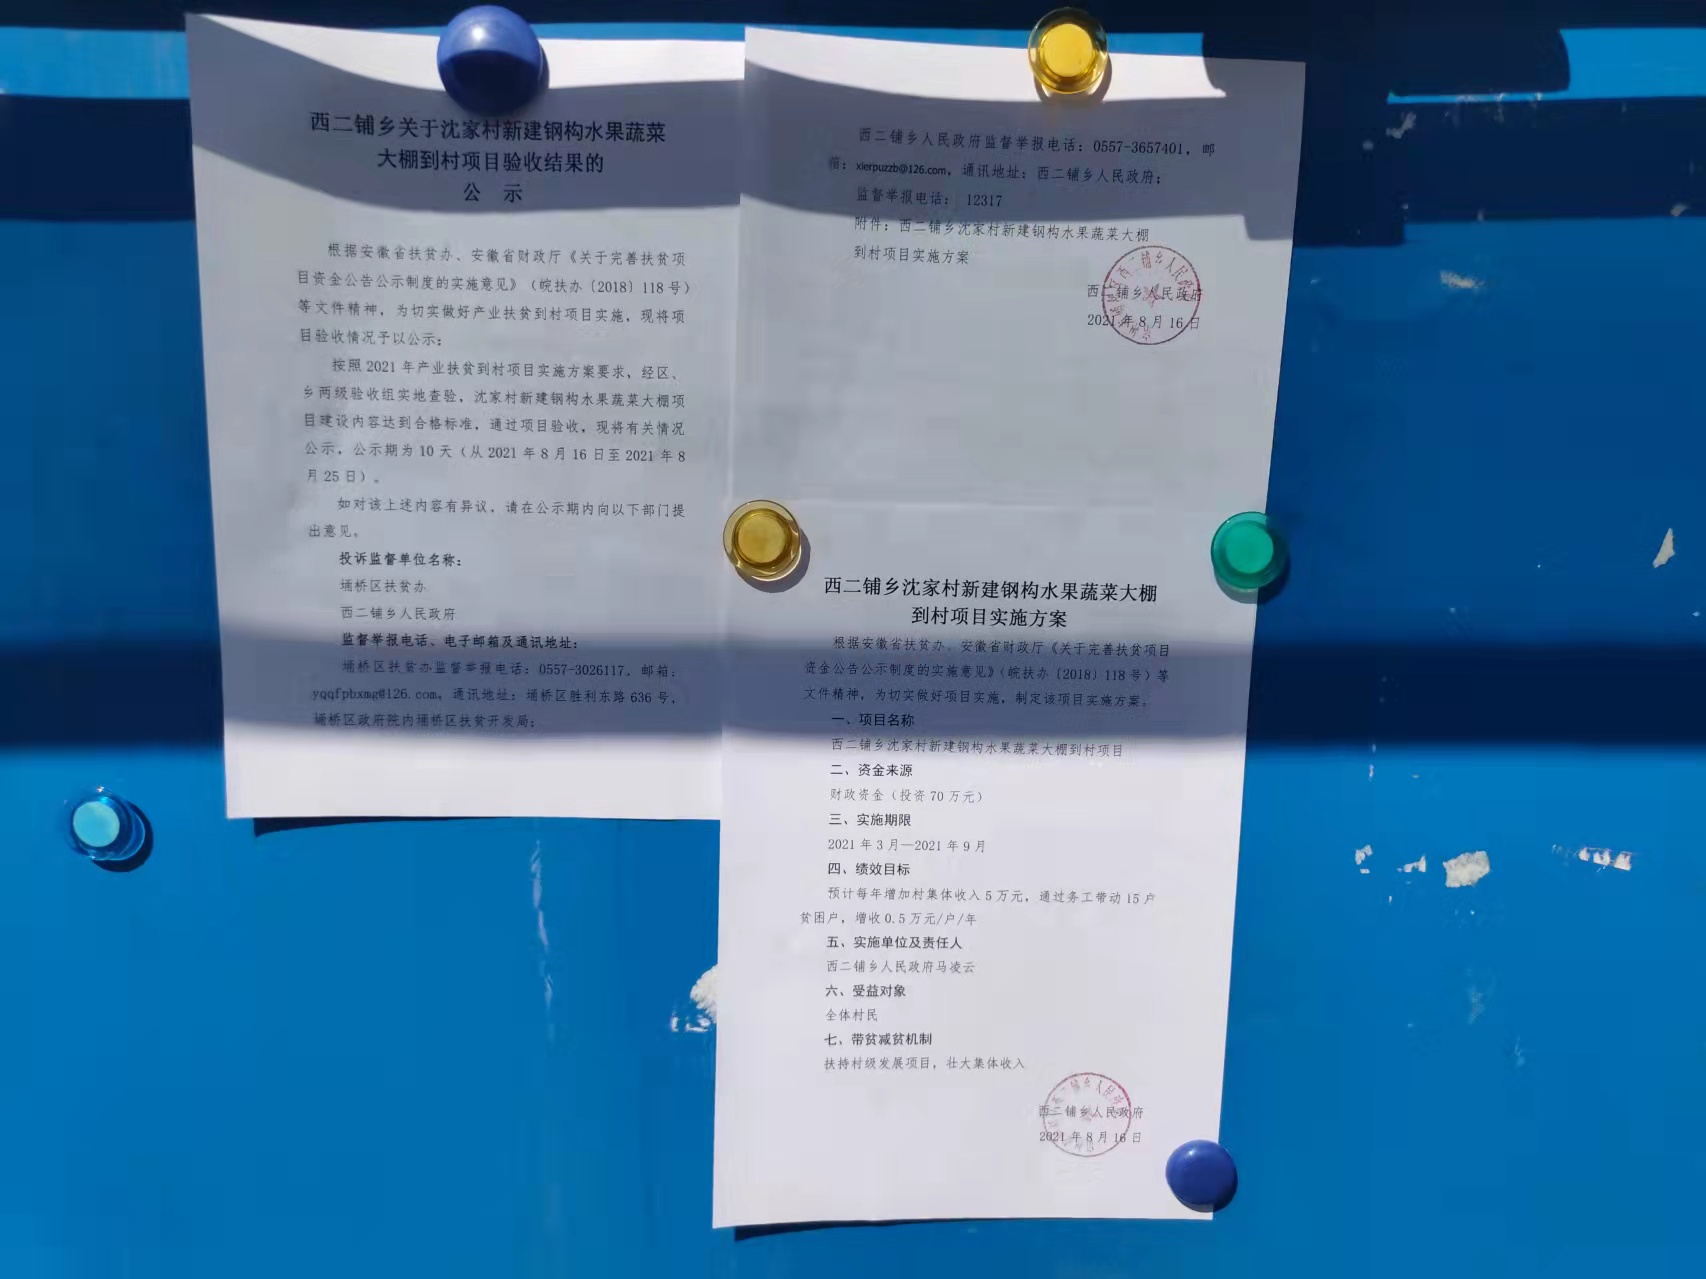 西二铺乡关于沈家村新建钢构水果蔬菜
大棚到村项目验收结果的
公 示
根据安徽省扶贫办、安徽省财政厅《关于完善扶贫项
目资金公告公示制度的实施意见》（皖扶办〔2018〕118号）
等文件精神，为切实做好产业扶贫到村项目实施，现将项
目验收情况予以公示：
按照2021年产业扶贫到村项目实施方案要求，经区、
乡两级验收组实地查验，沈家村新建钢构水果蔬菜大棚项
目建设内容达到合格标准，通过项目验收，现将有关情况
公示，公示期为10天（从2021年8月16日至2021年8
月25日）。
如对该上述内容有异议，请在公示期内向以下部门提
出意见。
投诉监督单位名称：
埇桥区扶贫办
西二铺乡人民政府
监督举报电话、电子邮箱及通讯地址：
埇桥区扶贫办监督举报电话：0557-3026117，邮箱：
yqqfpbxmg@126.com，通讯地址：埇桥区胜利东路636号，
埇桥区政府院内埇桥区扶贫开发局；
西二铺乡人民政府监督举报电话：0557-3657401，邮
箱：xierpuzzb@126.com，通讯地址：西二铺乡人民政府；
监督举报电话：12317
附件：西二铺乡沈家村新建钢构水果蔬菜大棚
到村项目实施方案
西二铺乡人民政府
2021年8月16日
西二铺乡沈家村新建钢构水果蔬菜大棚
到村项目实施方案
根据安徽省扶贫办、安徽省财政厅《关于完善扶贫项目
资金公告公示制度的实施意见》（皖扶办〔2018〕118号）等
文件精神，为切实做好项目实施，制定该项目实施方案。
一、项目名称
西二铺乡沈家村新建钢构水果蔬菜大棚到村项目
二、资金来源
财政资金（投资70万元）
三、实施期限
2021年3月—2021年9月
四、绩效目标
预计每年增加村集体收入5万元，通过务工带动15户
贫困户，增收0.5万元/户/年
五、实施单位及责任人
西二铺乡人民政府马凌云
六、受益对象
全体村民
七、带贫减贫机制
扶持村级发展项目，壮大集体收入
西二铺乡人民政府
2021年8月16日